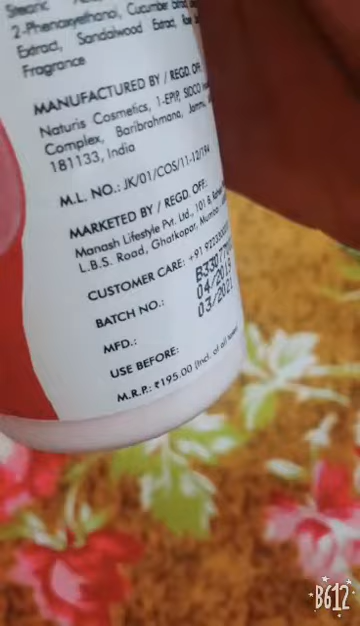 Stearic
2-Phenoxyethanol, Cucumber Extract,
Extract, Sandalwood Extract, Rose
Fragrance
MANUFACTURED BY / REGD. OFF.
Naturis Cosmetics, 1-EPIP, SIDCO
Complex, Baribrahmana, Jammu,
181133, India
M.L. NO.: JK/01/COS/11-12/194
MARKETED BY / REGD. OFF.:
Manash Lifestyle Pvt. Ltd., 101 B,
L.B.S. Road, Ghatkopar, Mumbai
CUSTOMER CARE: +91
BATCH NO.:
MFD.: 04/2019
USE BEFORE: 03/2021
M.R.P.: ₹195.00 (Incl. of all
B612